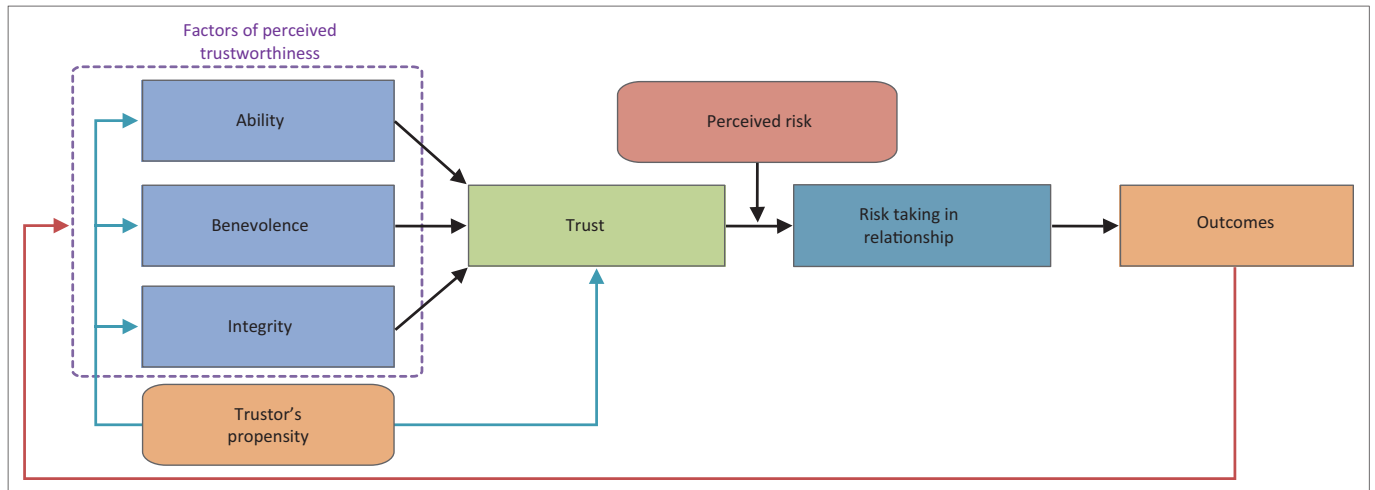 Factors of perceived
trustworthiness
Ability
Perceived risk
Benevolence
Trust
Risk taking in
relationship
Outcomes
Integrity
Trustor’s
propensity